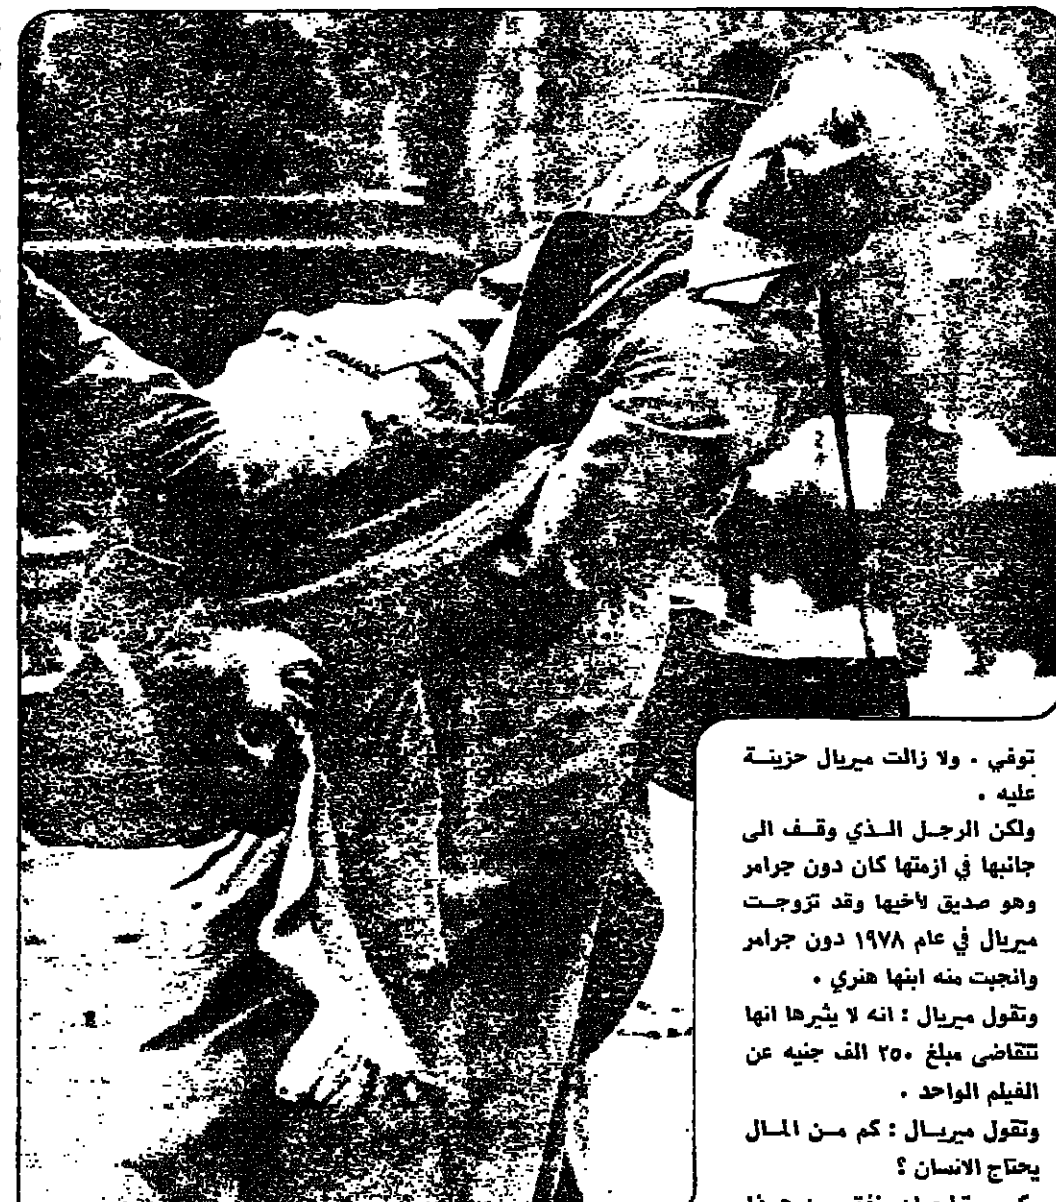 توفي . ولا زالت ميريال حزينة
عليه .
ولكن الرجل الذي وقف الى
جانبها في ازمتها كان دون جرامر
وهو صديق لأخيها وقد تزوجت
ميريال في عام ١٩٧٨ دون جرامر
وانجبت منه ابنها هنري .
وتقول ميريال : انه لا يثيرها انها
تتقاضى مبلغ ٢٥٠ الف جنيه عن
الفيلم الواحد .
وتقول ميريال : كم من المال
يحتاج الانسان ؟